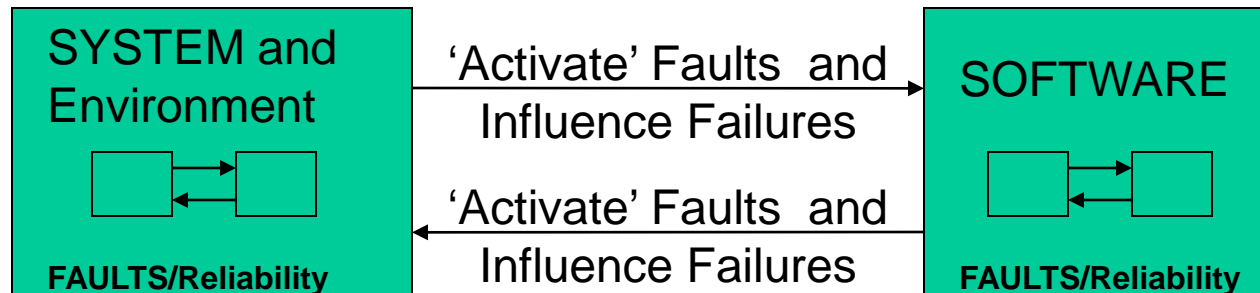 SYSTEM and
Environment
FAULTS/Reliability
‘Activate’ Faults and
Influence Failures
‘Activate’ Faults and
Influence Failures
SOFTWARE
FAULTS/Reliability